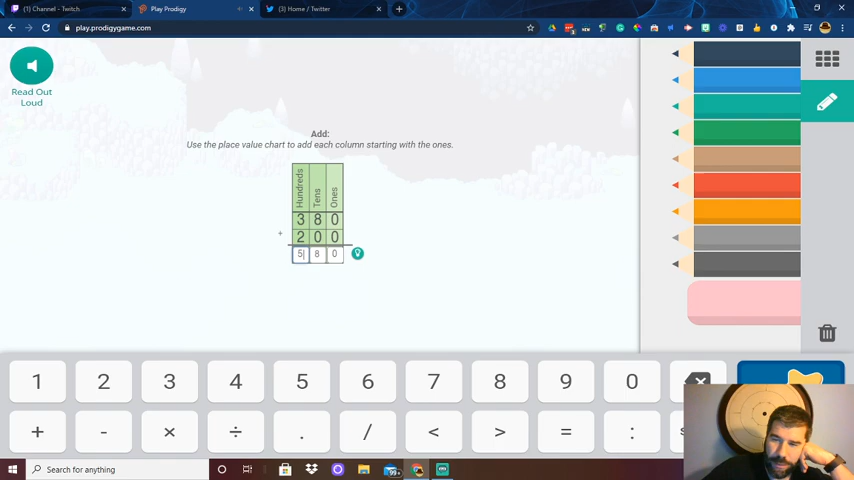 (1) Channel - Twitch
Play Prodigy
(3) Home / Twitter
play.prodigygame.com
Read Out
Loud
Add:
Use the place value chart to add each column starting with the ones.
Hundreds Tens Ones
3 8 0
+ 2 0 0
5 8 0
1 2 3 4 5 6 7 8 9 0
+ - × ÷ . / < > = :
Search for anything
99+